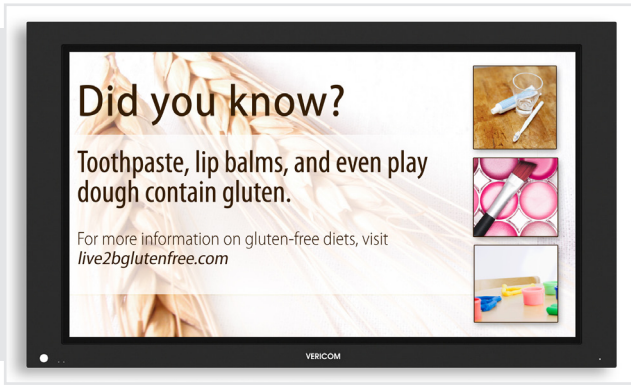 Did you know?
Toothpaste, lip balms, and even play
dough contain gluten.
For more information on gluten-free diets, visit
live2bglutenfree.com
VERICOM